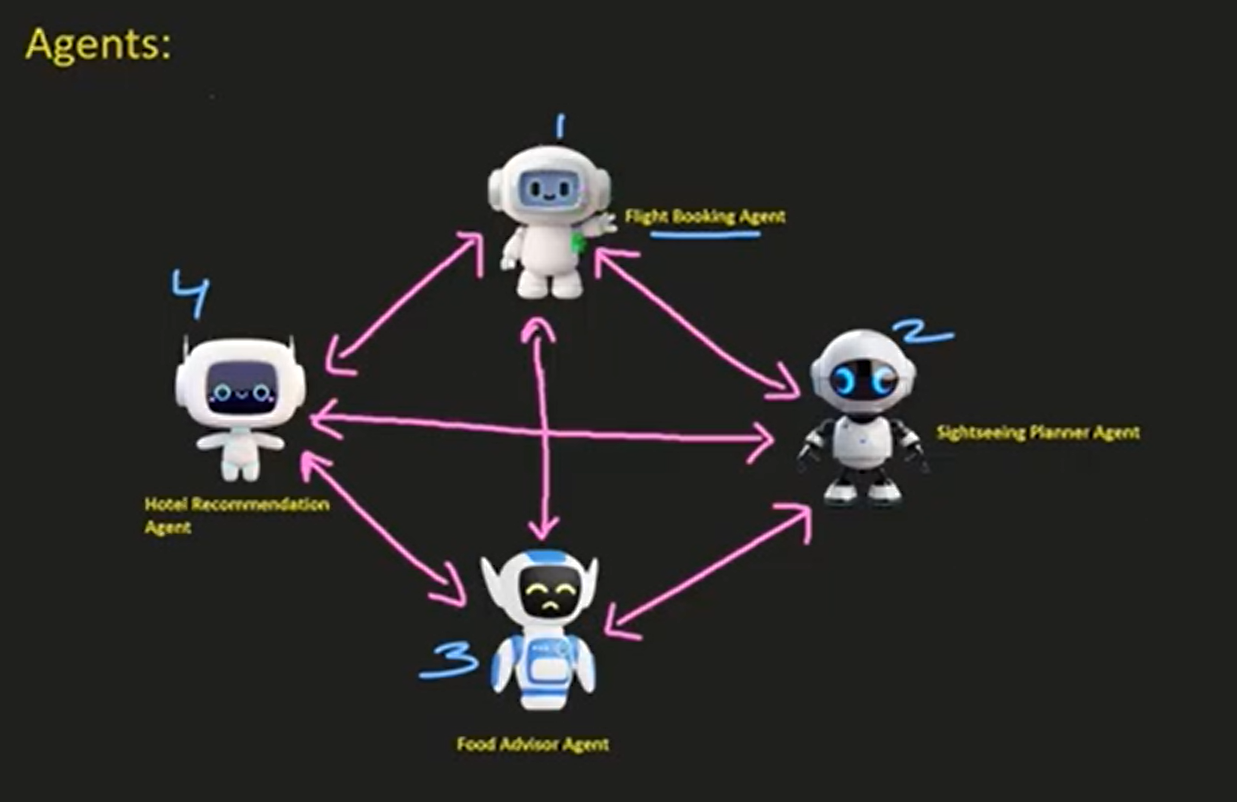 Agents:
1
Flight Booking Agent
4
2
Sightseeing Planner Agent
Hotel Recommendation
Agent
3
Food Advisor Agent